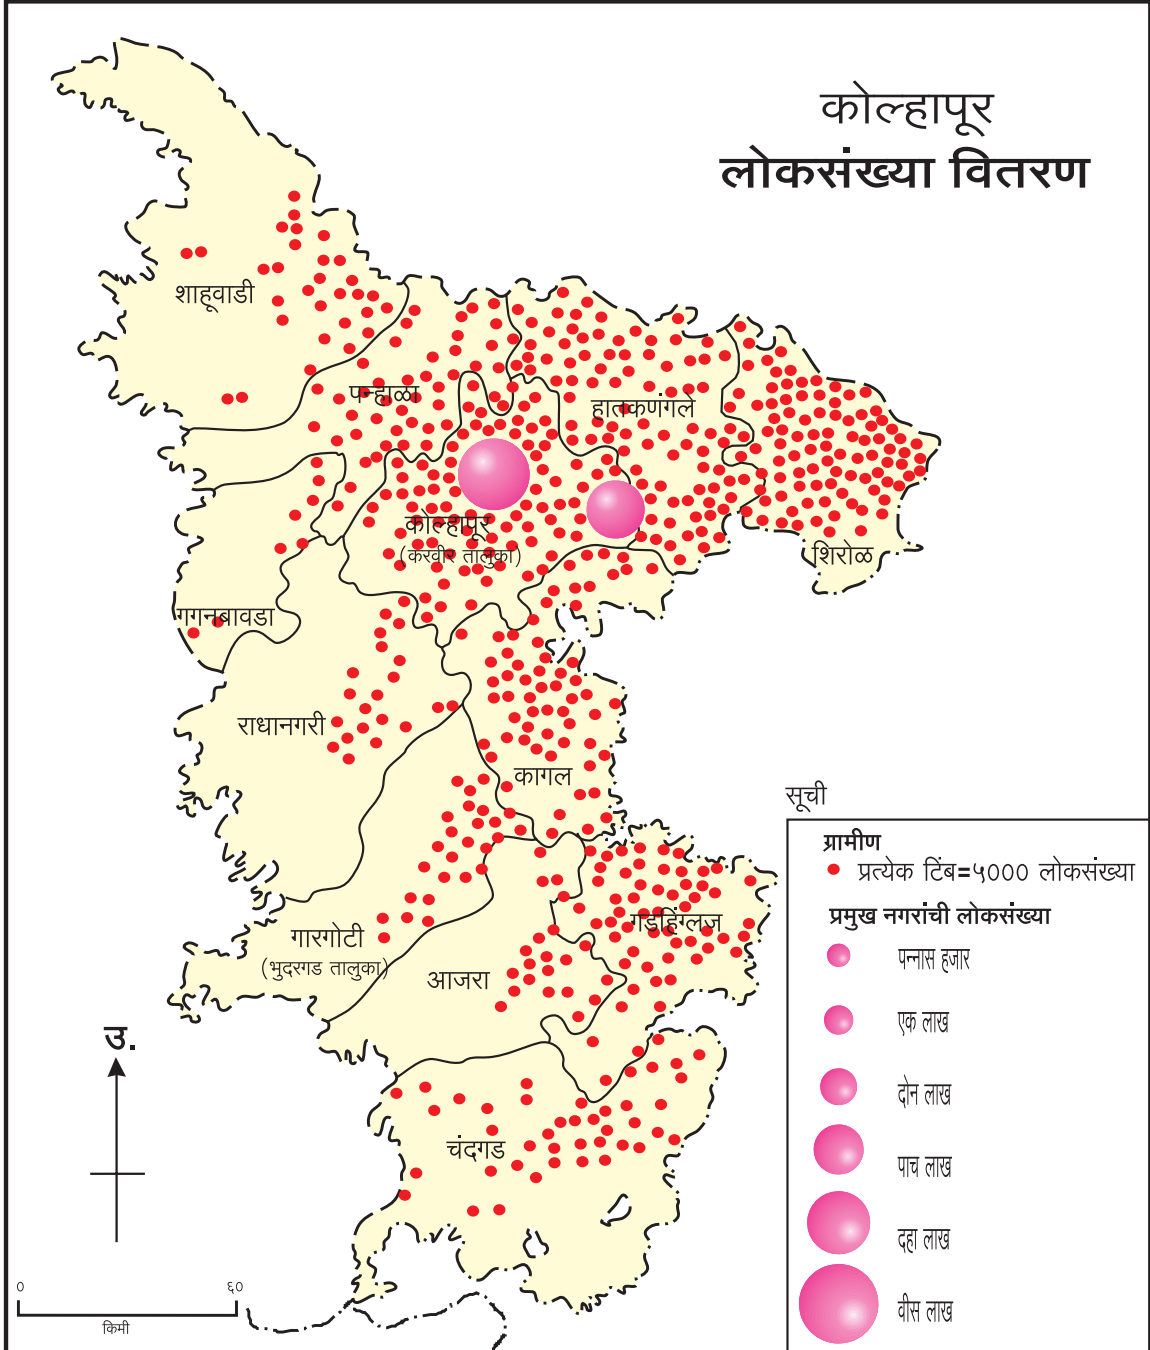 कोल्हापूर
लोकसंख्या वितरण
शाहूवाडी
पन्हाळा
हातकणंगले
कोल्हापूर
(करवीर तालुका)
शिरोळ
गगनबावडा
राधानगरी
कागल
सूची
ग्रामीण
प्रत्येक टिंब=५००० लोकसंख्या
प्रमुख नगरांची लोकसंख्या
पन्नास हजार
एक लाख
दोन लाख
पाच लाख
दहा लाख
वीस लाख
गडहिंग्लज
गारगोटी
(भुदरगड तालुका)
आजरा
चंदगड
उ.
० ६०
किमी